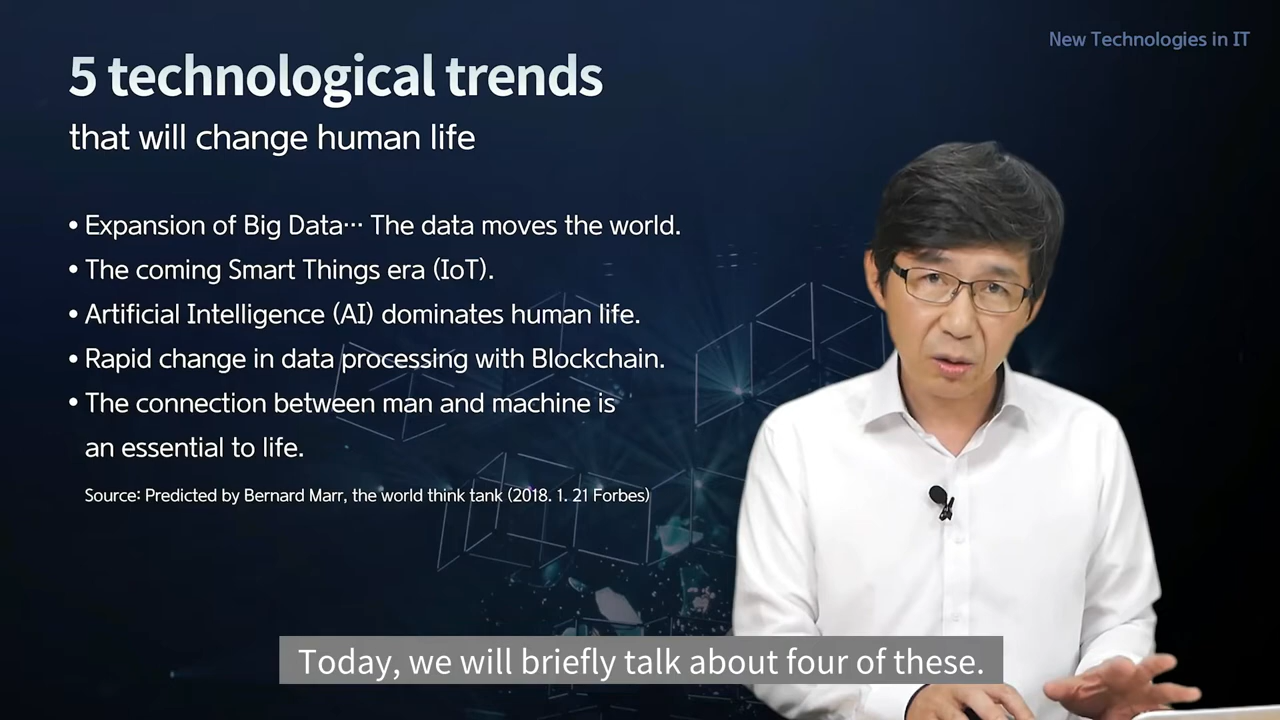 New Technologies in IT
5 technological trends
that will change human life
• Expansion of Big Data··· The data moves the world.
• The coming Smart Things era (IoT).
• Artificial Intelligence (AI) dominates human life.
• Rapid change in data processing with Blockchain.
• The connection between man and machine is
an essential to life.
Source: Predicted by Bernard Marr, the world think tank (2018. 1. 21 Forbes)
Today, we will briefly talk about four of these.